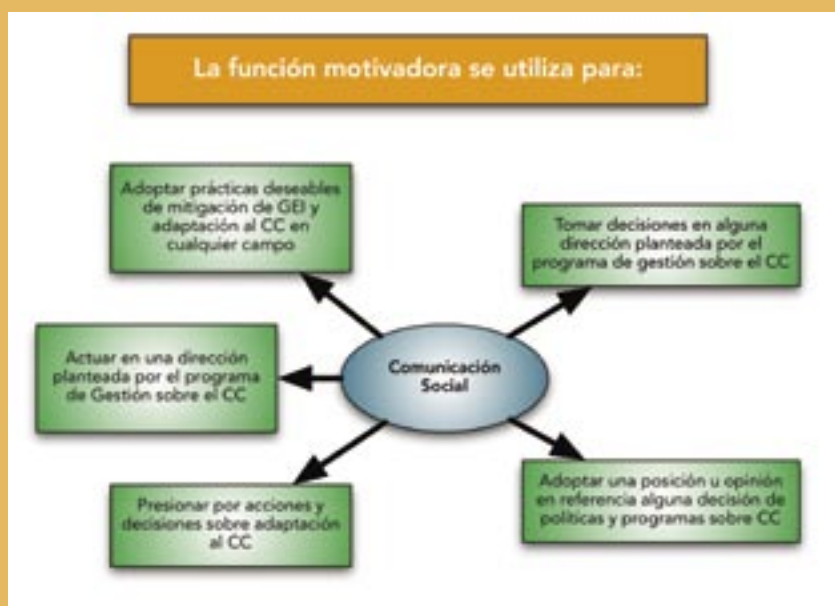 La función motivadora se utiliza para:
Adoptar prácticas deseables
de mitigación de GEI y
adaptación al CC en
cualquier campo
Tomar decisiones en alguna
dirección planteada por el
programa de gestión sobre el CC
Actuar en una dirección
planteada por el programa
de Gestión sobre el CC
Comunicación
Social
Presionar por acciones y
decisiones sobre adaptación
al CC
Adoptar una posición u opinión
en referencia alguna decisión de
políticas y programas sobre CC